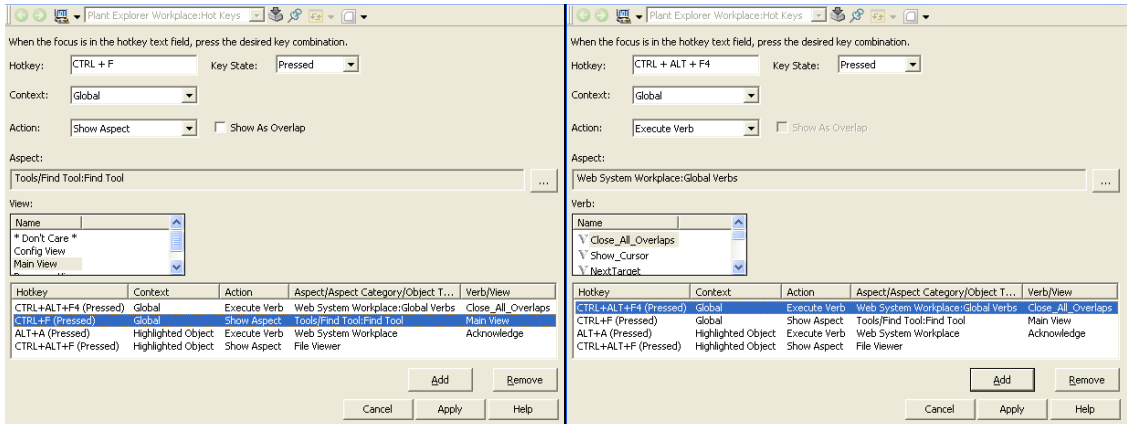 Plant Explorer Workplace:Hot Keys
When the focus is in the hotkey text field, press the desired key combination.
Hotkey: CTRL + F Key State: Pressed
Context: Global
Action: Show Aspect Show As Overlap
Aspect:
Tools/Find Tool:Find Tool ...
View:
Name
* Don't Care *
Config View
Main View
Hotkey Context Action Aspect/Aspect Category/Object T... Verb/View
CTRL+ALT+F4 (Pressed) Global Execute Verb Web System Workplace:Global Verbs Close_All_Overlaps
CTRL+F (Pressed) Global Show Aspect Tools/Find Tool:Find Tool Main View
ALT+A (Pressed) Highlighted Object Execute Verb Web System Workplace Acknowledge
CTRL+ALT+F (Pressed) Highlighted Object Show Aspect File Viewer
Add Remove
Cancel Apply Help
Plant Explorer Workplace:Hot Keys
When the focus is in the hotkey text field, press the desired key combination.
Hotkey: CTRL + ALT + F4 Key State: Pressed
Context: Global
Action: Execute Verb Show As Overlap
Aspect:
Web System Workplace:Global Verbs ...
Verb:
Name
Close_All_Overlaps
Show_Cursor
NextTarget
Hotkey Context Action Aspect/Aspect Category/Object T... Verb/View
CTRL+ALT+F4 (Pressed) Global Execute Verb Web System Workplace:Global Verbs Close_All_Overlaps
CTRL+F (Pressed) Global Show Aspect Tools/Find Tool:Find Tool Main View
ALT+A (Pressed) Highlighted Object Execute Verb Web System Workplace Acknowledge
CTRL+ALT+F (Pressed) Highlighted Object Show Aspect File Viewer
Add Remove
Cancel Apply Help